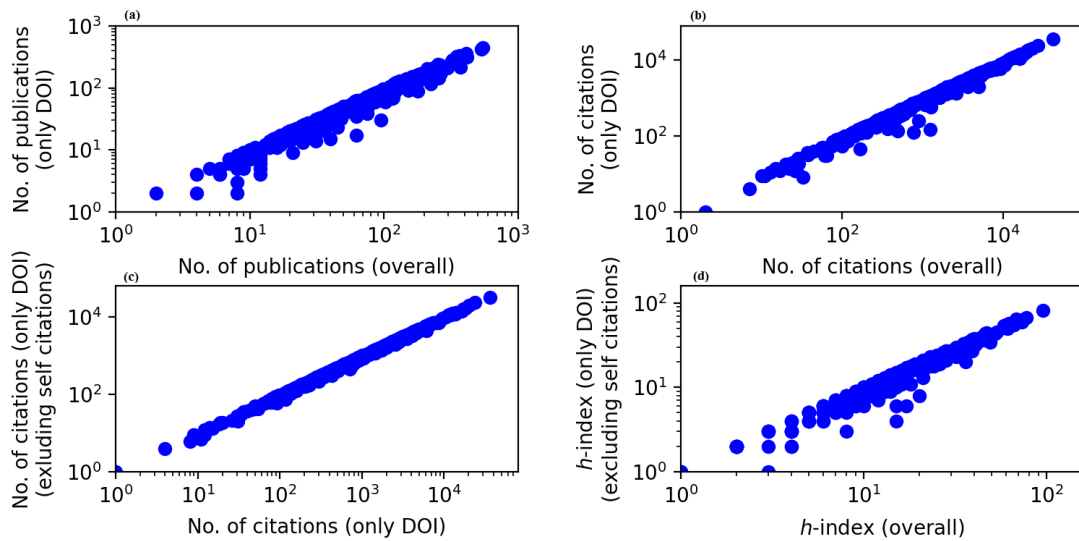 (a)
No. of publications
(only DOI)
10^3
10^2
10^1
10^0
10^0 10^1 10^2 10^3
No. of publications (overall)
(b)
No. of citations
(only DOI)
10^4
10^2
10^0
10^0 10^2 10^4
No. of citations (overall)
(c)
No. of citations (only DOI)
(exluding self citations)
10^4
10^2
10^0
10^0 10^1 10^2 10^3 10^4
No. of citations (only DOI)
(d)
h-index (only DOI)
(excluding self citations)
10^2
10^1
10^0
10^0 10^1 10^2
h-index (overall)